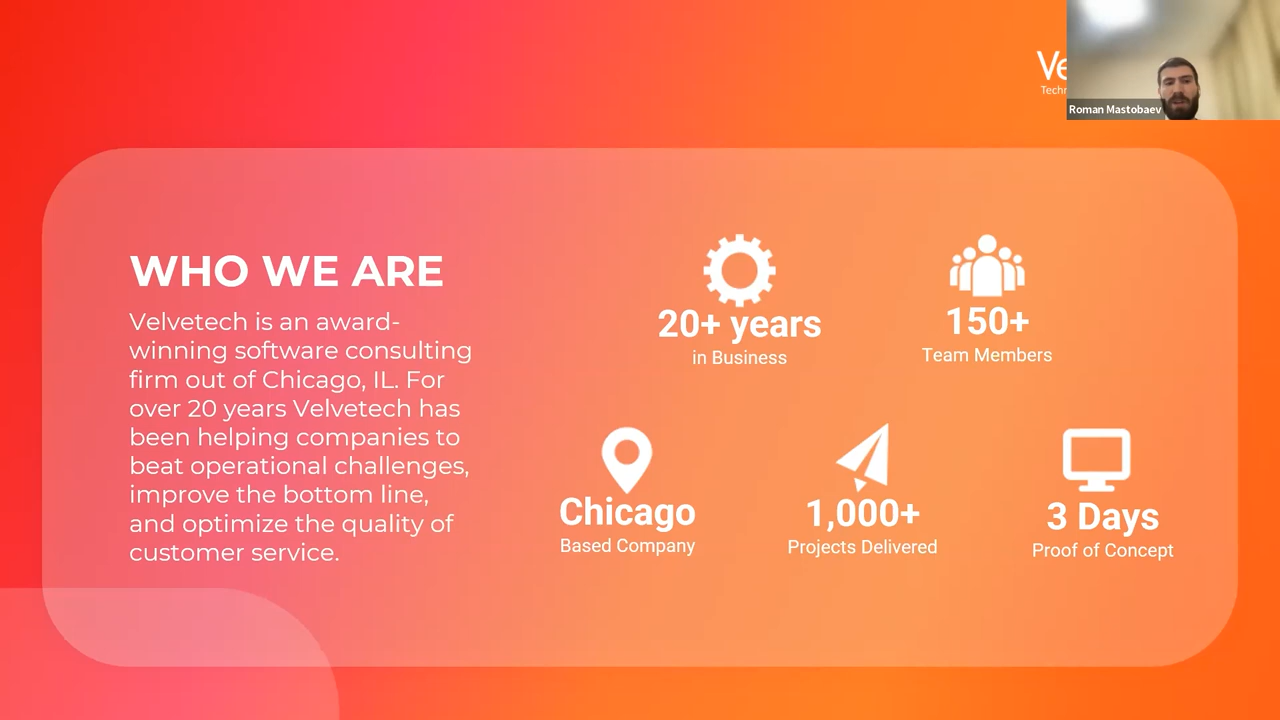 Ve
Techn
Roman Mastobaev
WHO WE ARE
Velvetech is an award-
winning software consulting
firm out of Chicago, IL. For
over 20 years Velvetech has
been helping companies to
beat operational challenges,
improve the bottom line,
and optimize the quality of
customer service.
20+ years
in Business
150+
Team Members
Chicago
Based Company
1,000+
Projects Delivered
3 Days
Proof of Concept